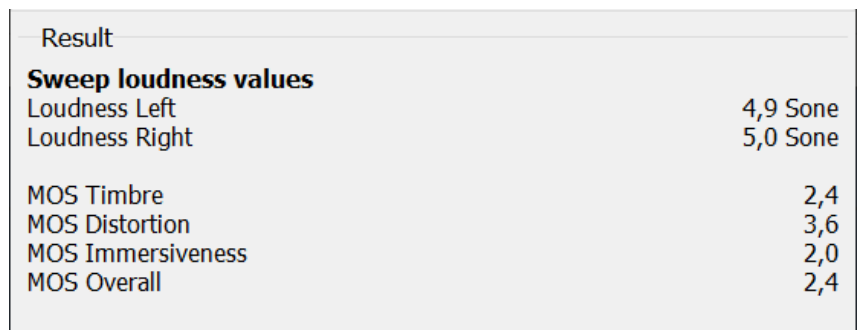 Result
Sweep loudness values
Loudness Left 4,9 Sone
Loudness Right 5,0 Sone
MOS Timbre 2,4
MOS Distortion 3,6
MOS Immersiveness 2,0
MOS Overall 2,4